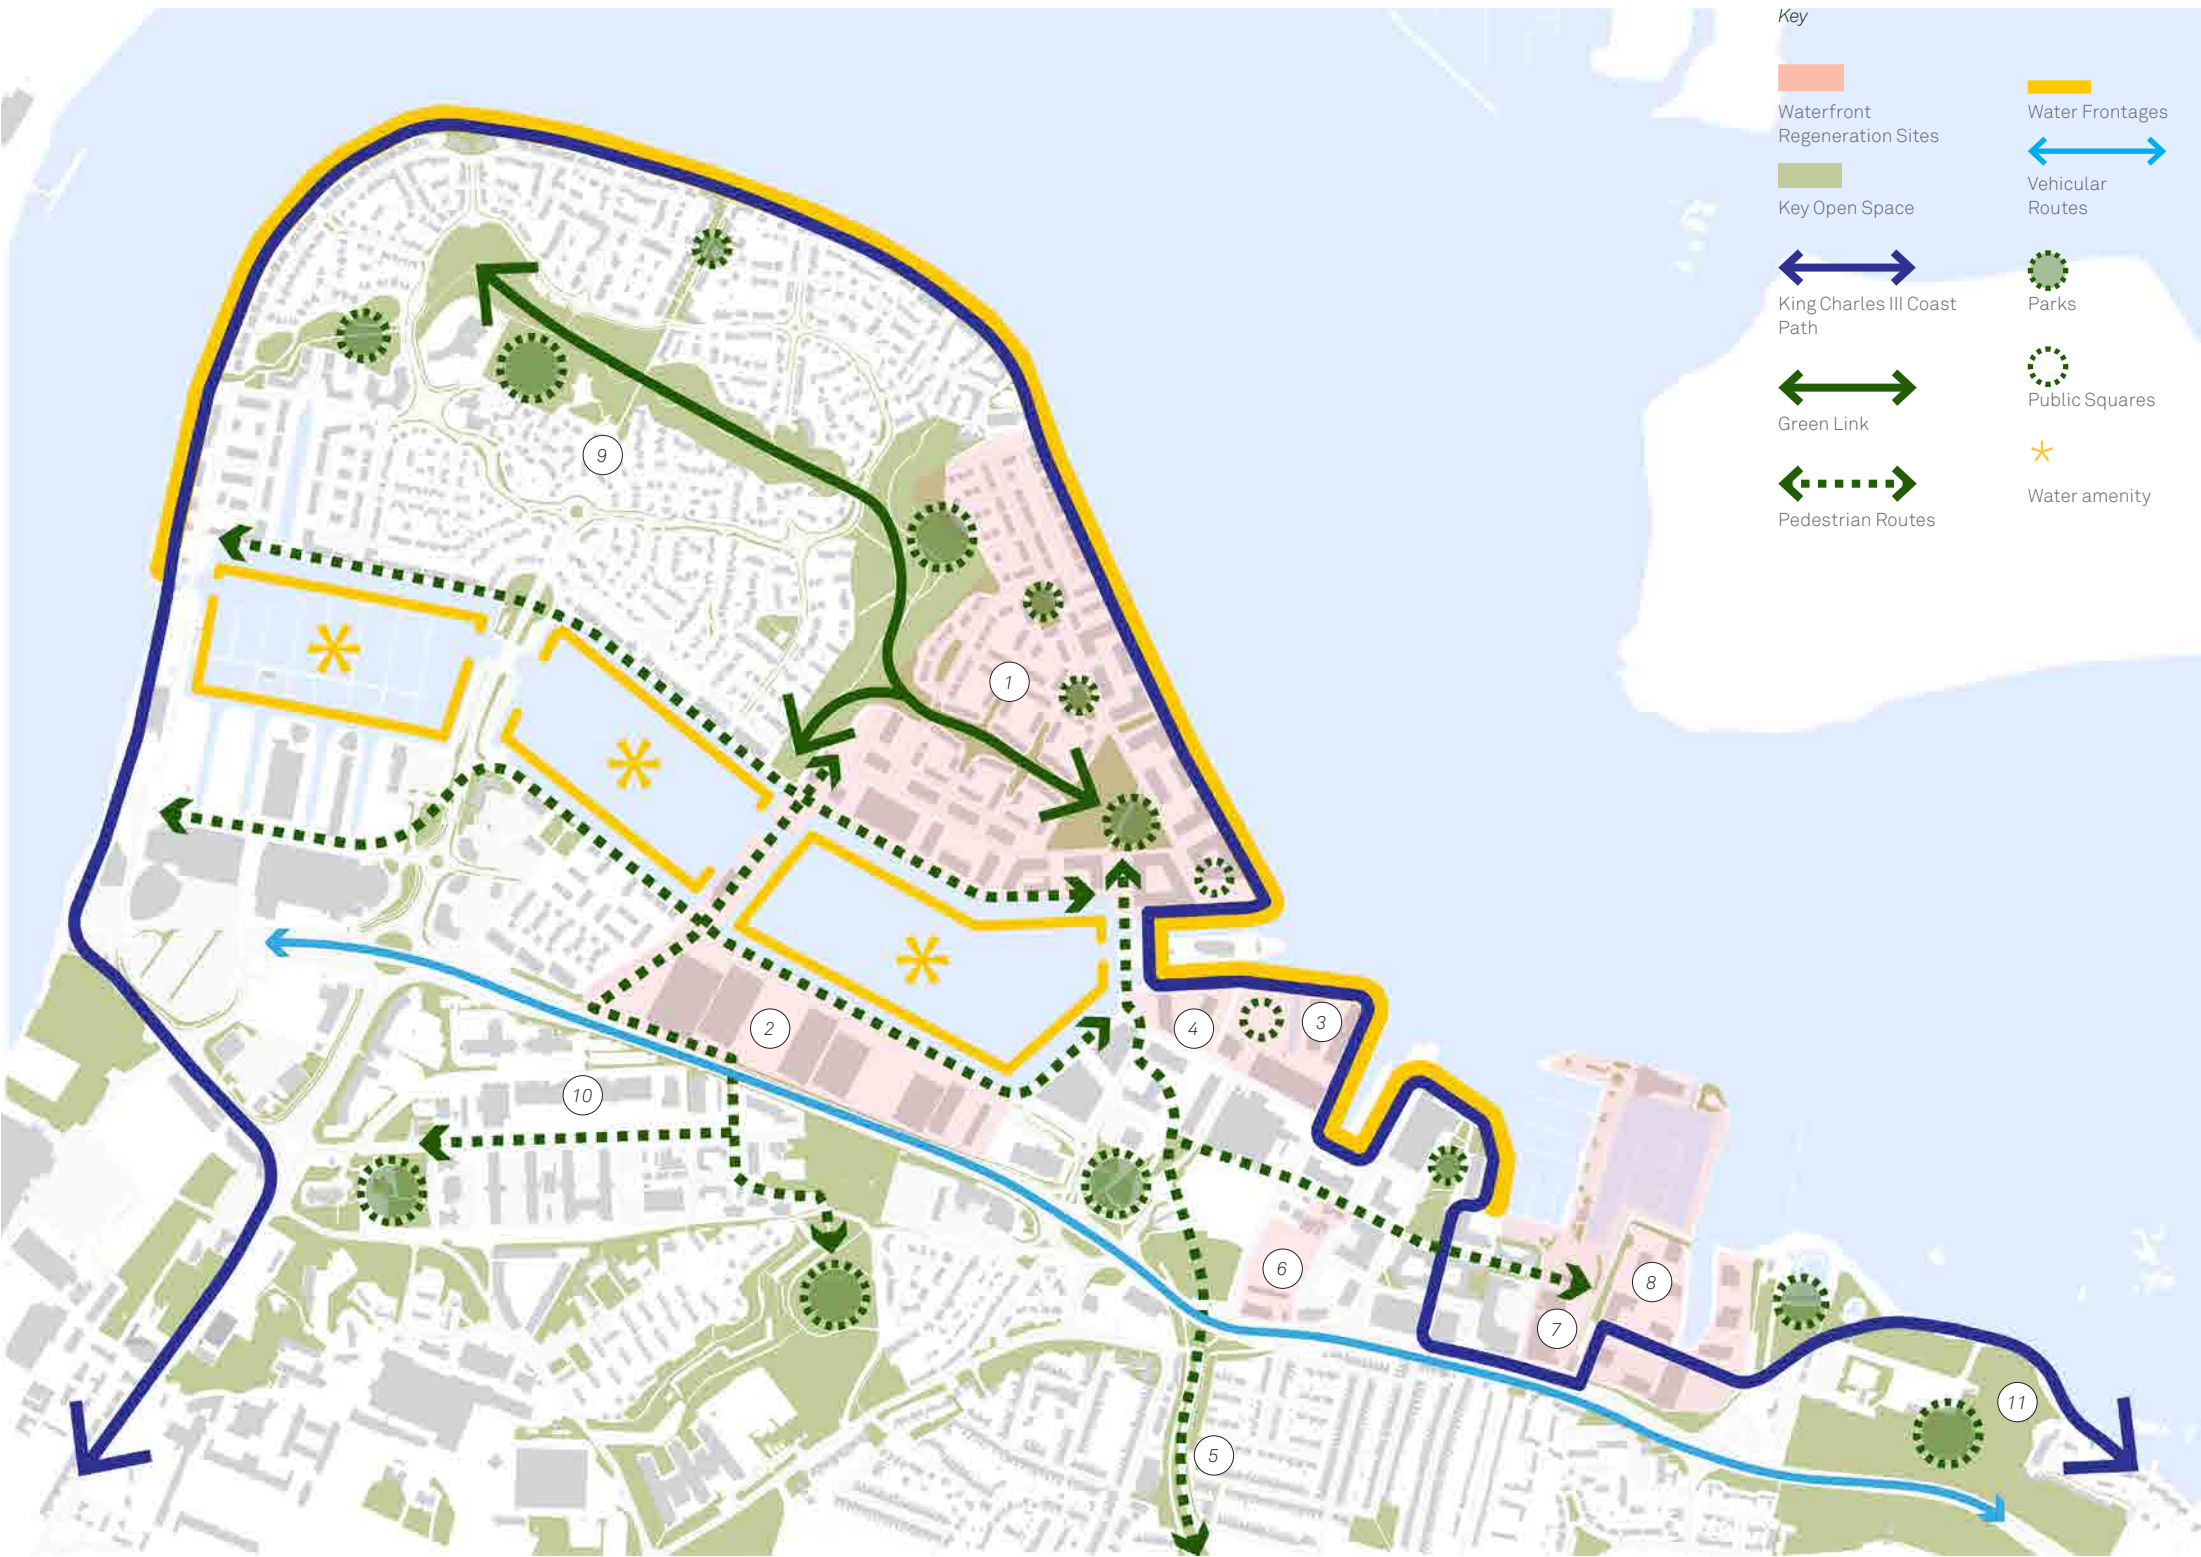 Key
Waterfront
Regeneration Sites
Key Open Space
King Charles III Coast
Path
Green Link
Pedestrian Routes
Water Frontages
Vehicular
Routes
Parks
Public Squares
Water amenity
9
1
2
4
3
10
6
8
7
11
5